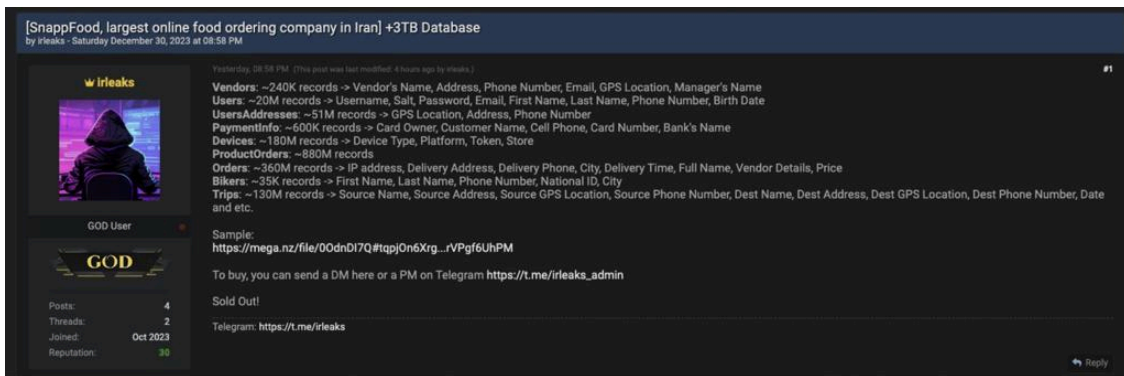 [SnappFood, largest online food ordering company in Iran] +3TB Database
by irleaks - Saturday December 30, 2023 at 08:58 PM
irleaks
GOD User
GOD
Posts: 4
Threads: 2
Joined: Oct 2023
Reputation: 30
Yesterday, 08:58 PM (This post was last modified: 4 hours ago by irleaks.)
#1
Vendors: ~240K records -> Vendor's Name, Address, Phone Number, Email, GPS Location, Manager's Name
Users: ~20M records -> Username, Salt, Password, Email, First Name, Last Name, Phone Number, Birth Date
UsersAddresses: ~51M records -> GPS Location, Address, Phone Number
PaymentInfo: ~600K records -> Card Owner, Customer Name, Cell Phone, Card Number, Bank's Name
Devices: ~180M records -> Device Type, Platform, Token, Store
ProductOrders: ~880M records
Orders: ~360M records -> IP address, Delivery Address, Delivery Phone, City, Delivery Time, Full Name, Vendor Details, Price
Bikers: ~35K records -> First Name, Last Name, Phone Number, National ID, City
Trips: ~130M records -> Source Name, Source Address, Source GPS Location, Source Phone Number, Dest Name, Dest Address, Dest GPS Location, Dest Phone Number, Date
and etc.
Sample:
https://mega.nz/file/0OdnDI7Q#tqpjOn6Xrg...rVPgf6UhPM
To buy, you can send a DM here or a PM on Telegram https://t.me/irleaks_admin
Sold Out!
Telegram: https://t.me/irleaks
Reply